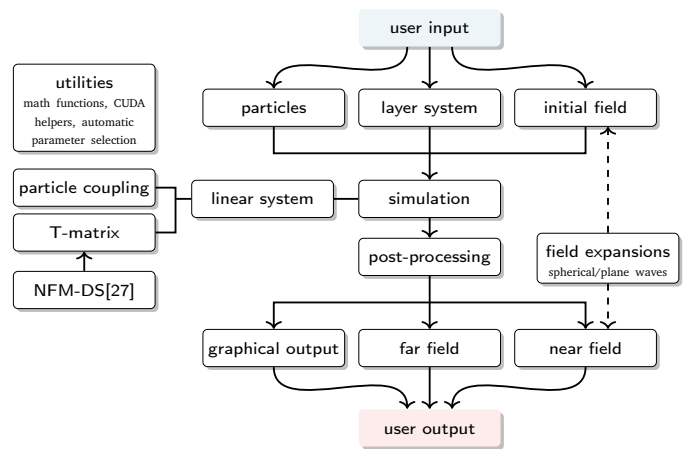 user input
utilities
math functions, CUDA
helpers, automatic
parameter selection
particles
layer system
initial field
particle coupling
linear system
simulation
T-matrix
post-processing
field expansions
spherical/plane waves
NFM-DS[27]
graphical output
far field
near field
user output